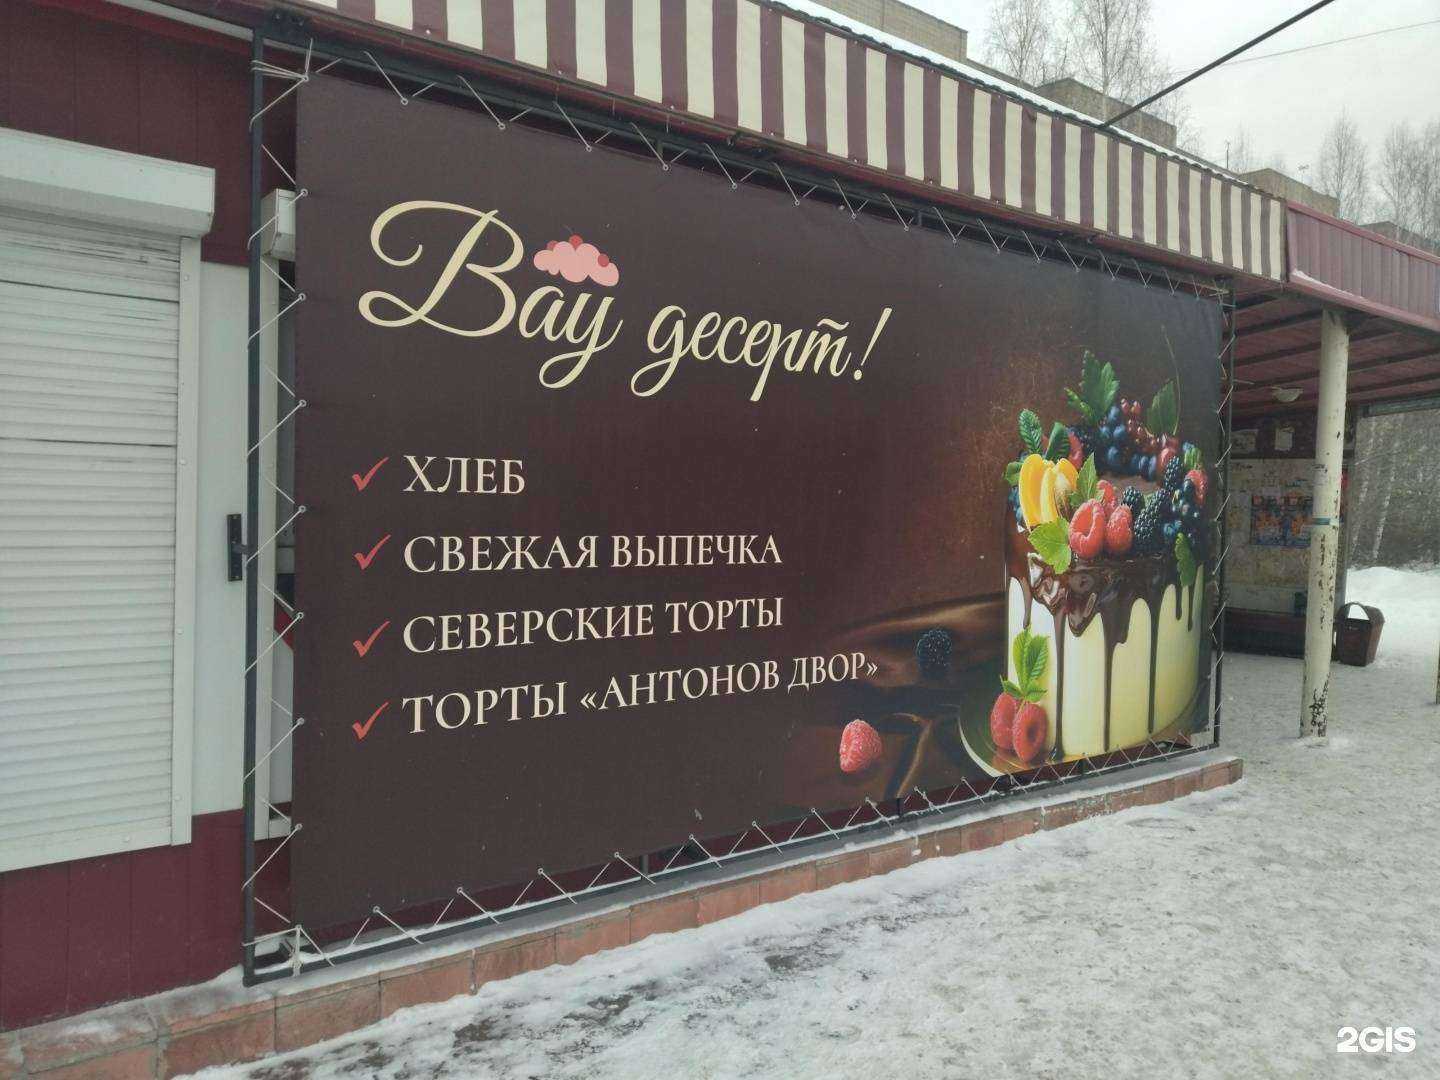 Вау десерт!
ХЛЕБ
СВЕЖАЯ ВЫПЕЧКА
СЕВЕРСКИЕ ТОРТЫ
ТОРТЫ «АНТОНОВ ДВОР»
2GIS